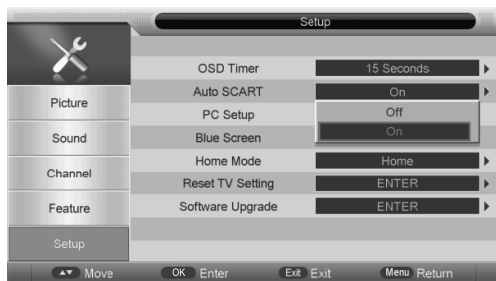 Setup
OSD Timer 15 Seconds
Auto SCART On
PC Setup Off
Blue Screen On
Home Mode Home
Reset TV Setting ENTER
Software Upgrade ENTER
Picture
Sound
Channel
Feature
Setup
Move OK Enter Exit Exit Menu Return